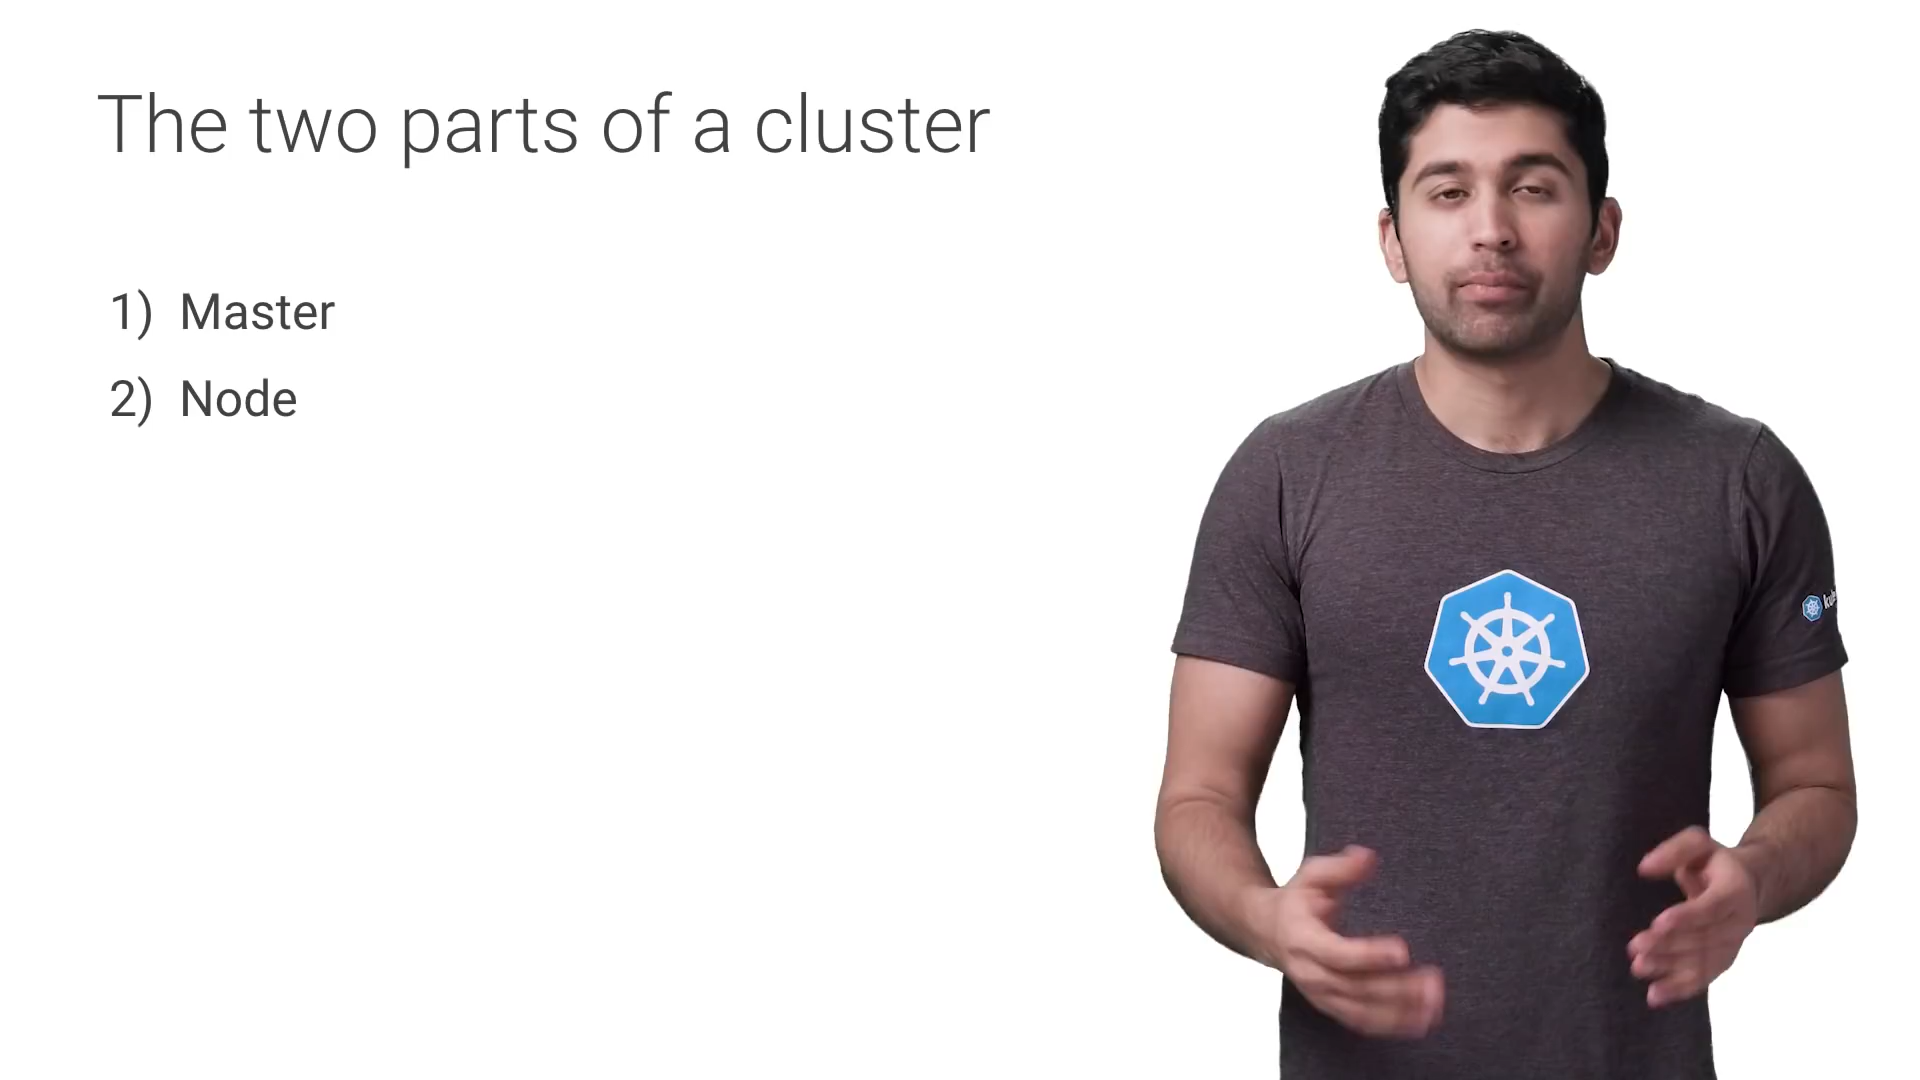 The two parts of a cluster
1) Master
2) Node